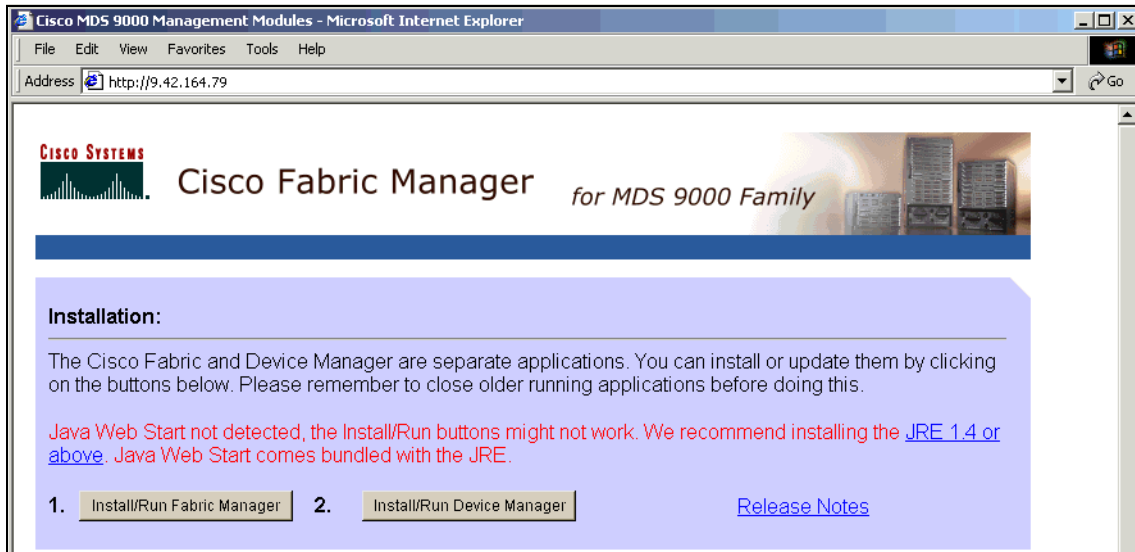 Cisco MDS 9000 Management Modules - Microsoft Internet Explorer
File Edit View Favorites Tools Help
Address http://9.42.164.79 Go
CISCO SYSTEMS
Cisco Fabric Manager for MDS 9000 Family
Installation:
The Cisco Fabric and Device Manager are separate applications. You can install or update them by clicking
on the buttons below. Please remember to close older running applications before doing this.
Java Web Start not detected, the Install/Run buttons might not work. We recommend installing the JRE 1.4 or
above. Java Web Start comes bundled with the JRE.
1. Install/Run Fabric Manager 2. Install/Run Device Manager Release Notes